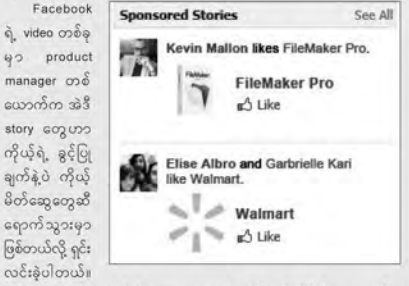 Facebook
ရဲ့ video တစ်ခု
မှာ product
manager တစ်
ယောက်က အဲဒီ
story တွေဟာ
ကိုယ့်ရဲ့ ခွင့်ပြု
ချက်နဲ့ပဲ ကိုယ့်
မိတ်ဆွေတွေဆီ
ရောက်သွားမှာ
ဖြစ်တယ်လို့ ရှင်း
လင်းခဲ့ပါတယ်။
Sponsored Stories See All
Kevin Mallon likes FileMaker Pro.
FileMaker
FileMaker Pro
Like
Elise Albro and Garbrielle Kari
like Walmart.
Walmart
Like